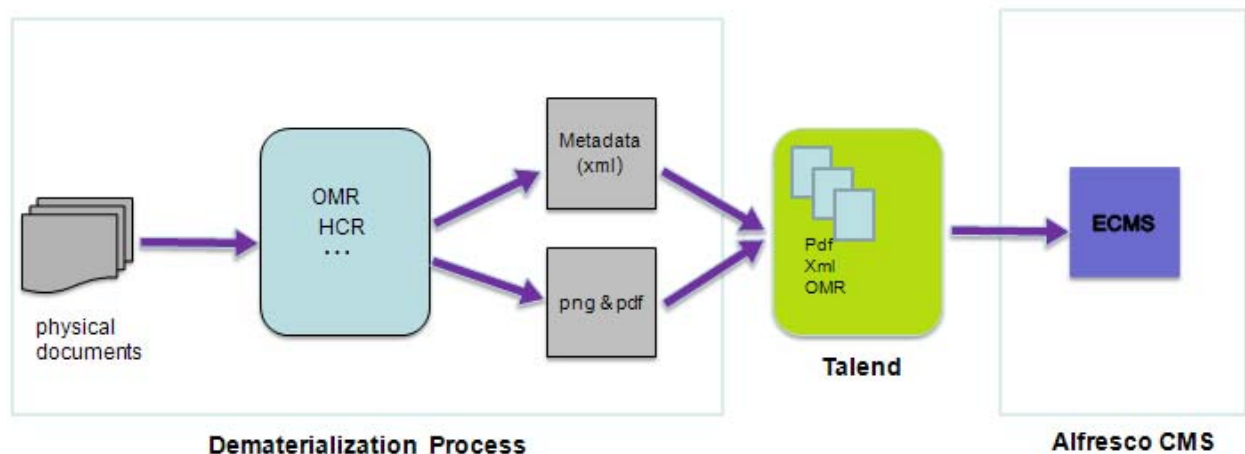 physical
documents
OMR
HCR
...
Metadata
(xml)
png & pdf
Pdf
Xml
OMR
Talend
ECMS
Dematerialization Process
Alfresco CMS